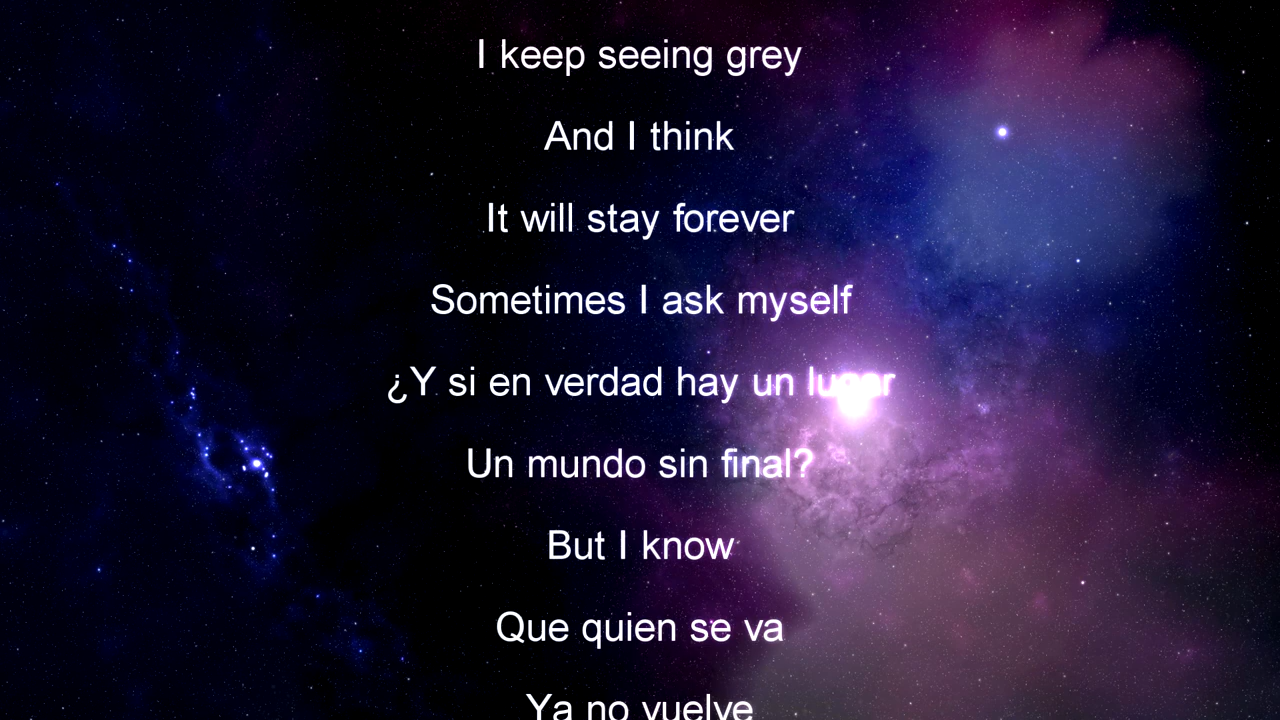 I keep seeing grey
And I think
It will stay forever
Sometimes I ask myself
¿Y si en verdad hay un lugar
Un mundo sin final?
But I know
Que quien se va
Ya no vuelve